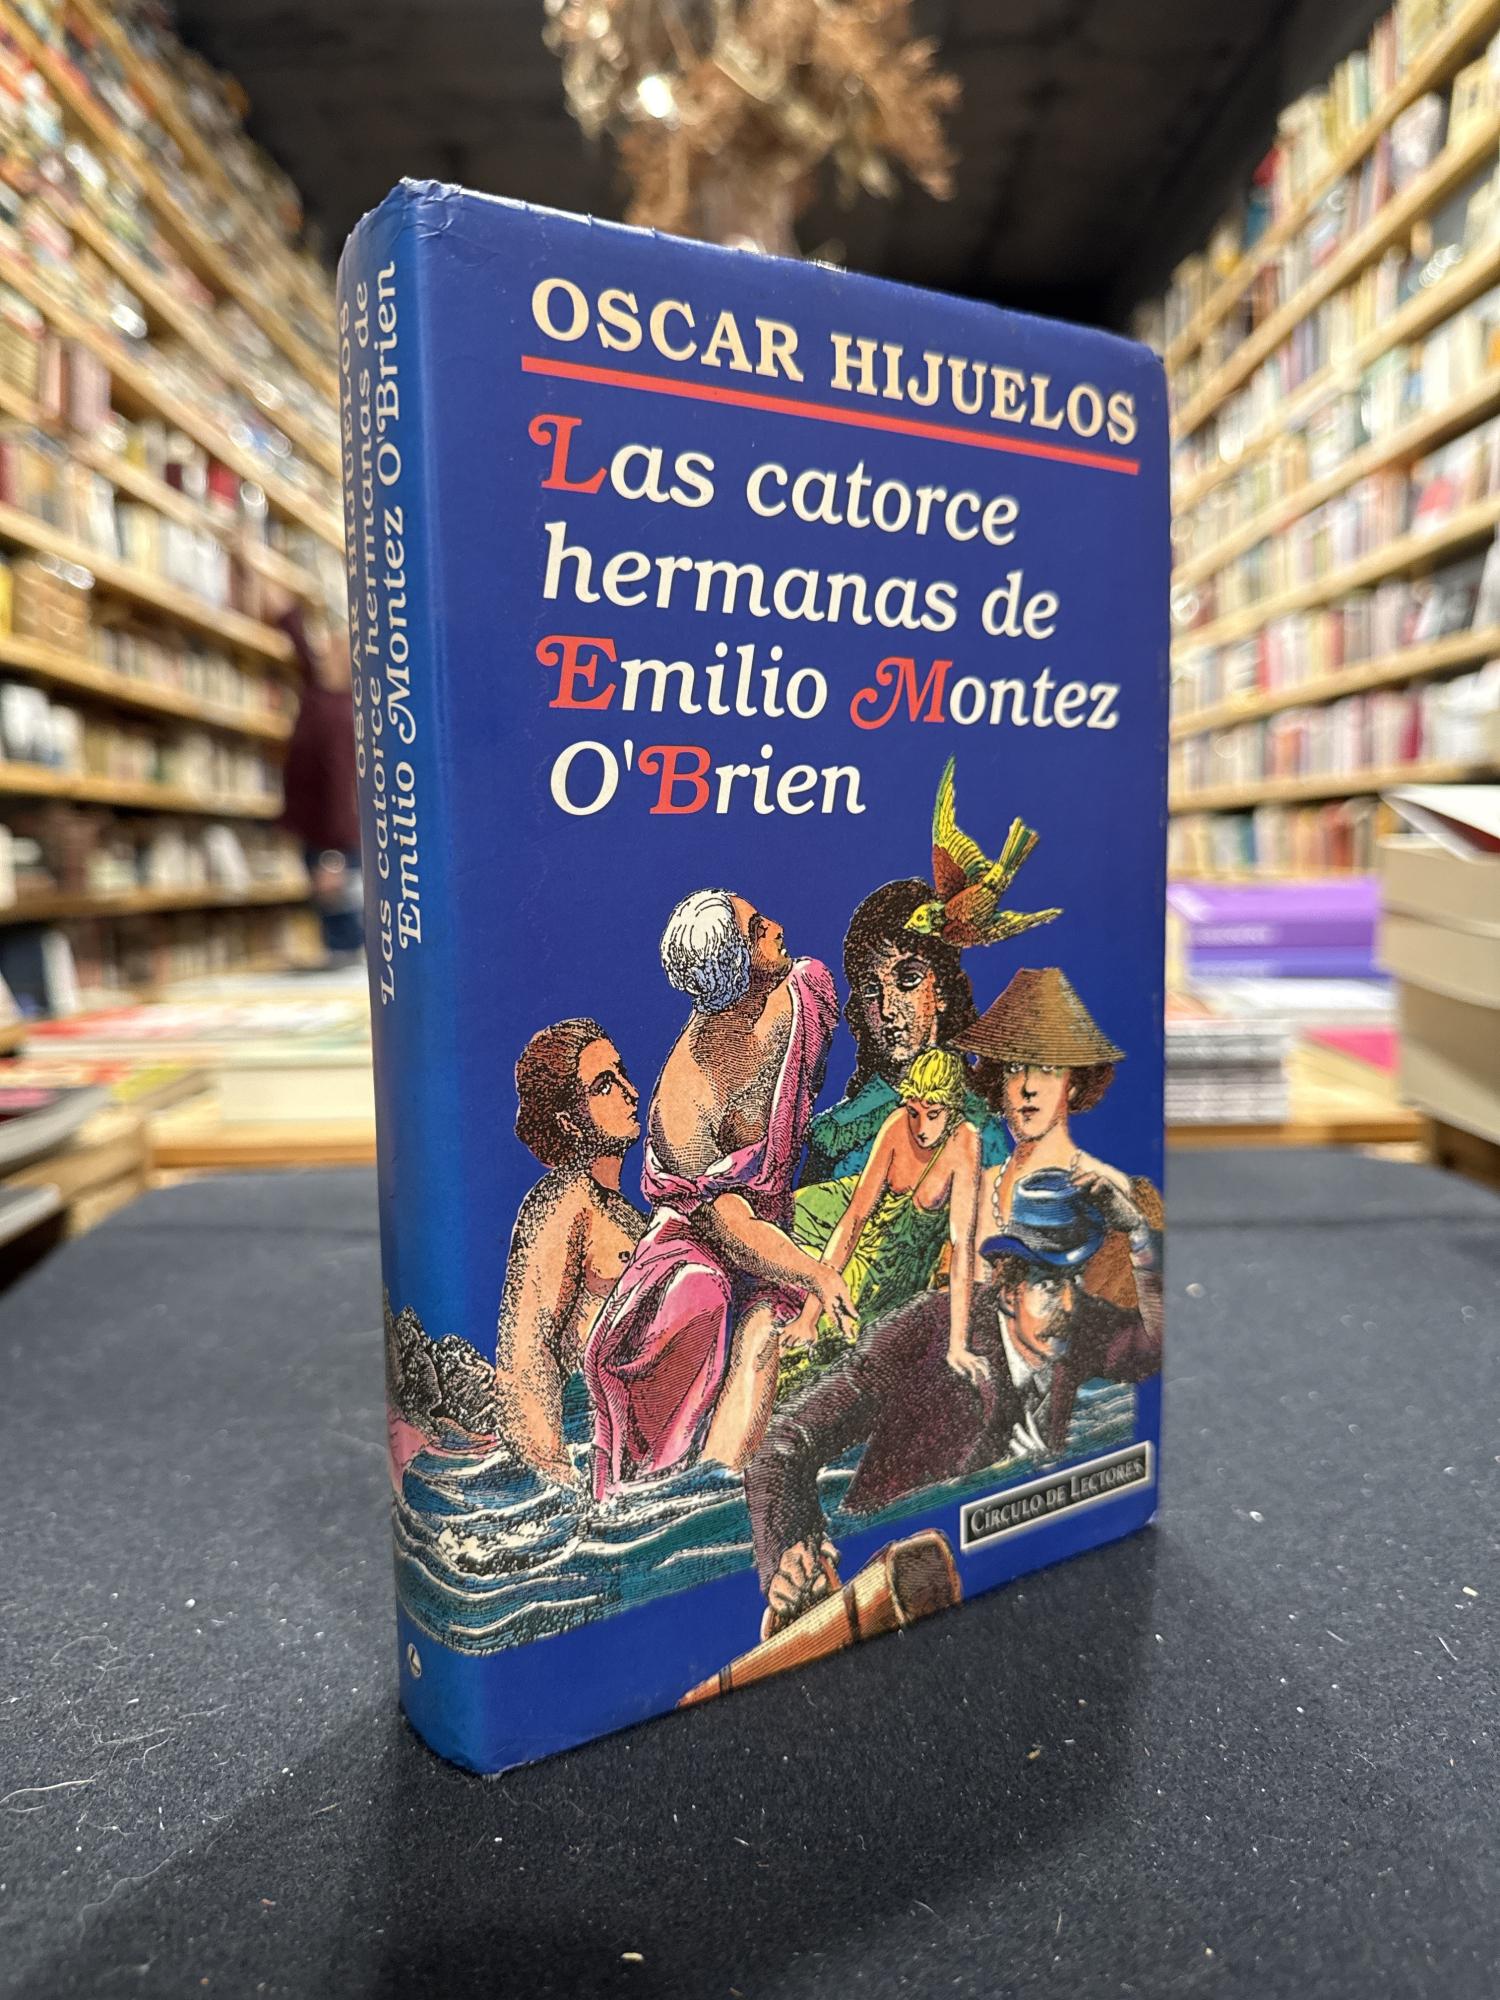 OSCAR HIJUELOS
Las catorce
hermanas de
Emilio Montez
O'Brien
CÍRCULO DE LECTORES
OSCAR HIJUELOS
Las catorce hermanas de
Emilio Montez O'Brien